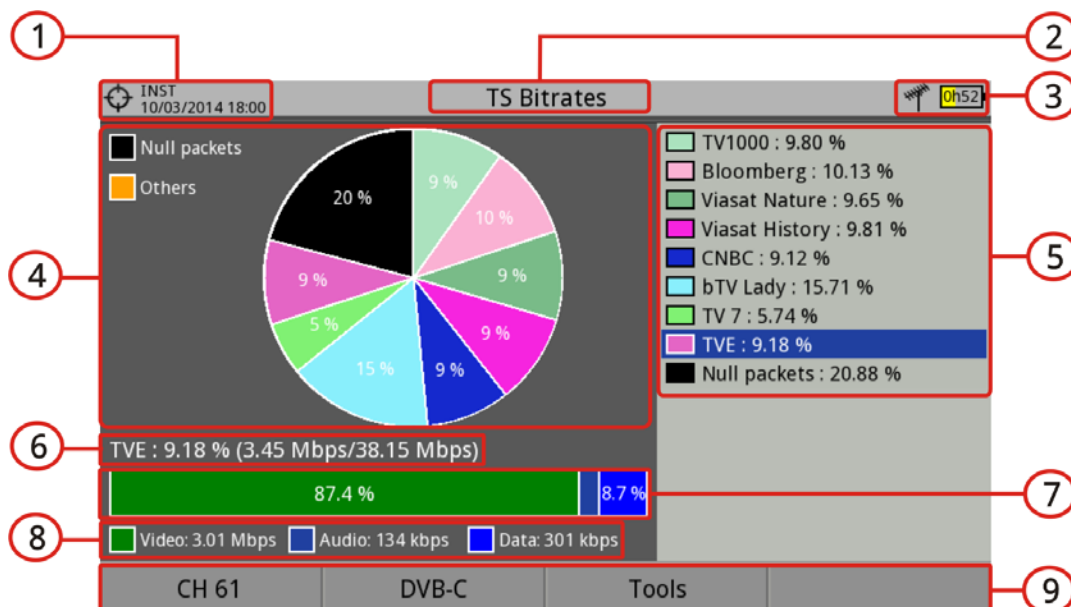 1
2
3
INST
10/03/2014 18:00
TS Bitrates
0h52
4
Null packets
Others
9 %
10 %
9 %
9 %
9 %
15 %
5 %
9 %
20 %
5
TV1000 : 9.80 %
Bloomberg : 10.13 %
Viasat Nature : 9.65 %
Viasat History : 9.81 %
CNBC : 9.12 %
bTV Lady : 15.71 %
TV 7 : 5.74 %
TVE : 9.18 %
Null packets : 20.88 %
6
TVE : 9.18 % (3.45 Mbps/38.15 Mbps)
7
87.4 %
8.7 %
8
Video: 3.01 Mbps
Audio: 134 kbps
Data: 301 kbps
CH 61
DVB-C
Tools
9